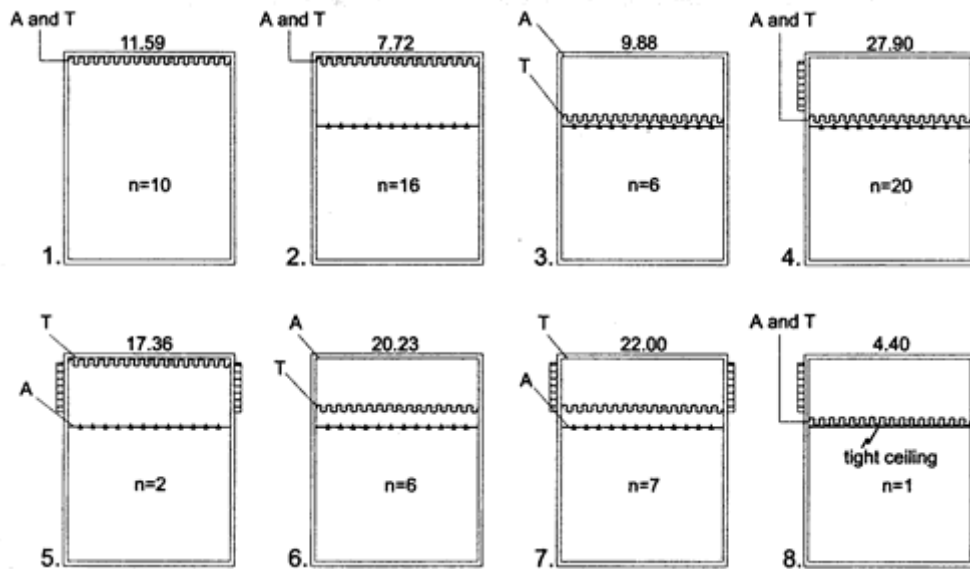 A and T
11.59
n=10
1.
A and T
7.72
n=16
2.
A
T
9.88
n=6
3.
A and T
27.90
n=20
4.
T
A
17.36
n=2
5.
A
T
20.23
n=6
6.
T
A
22.00
n=7
7.
A and T
4.40
tight ceiling
n=1
8.